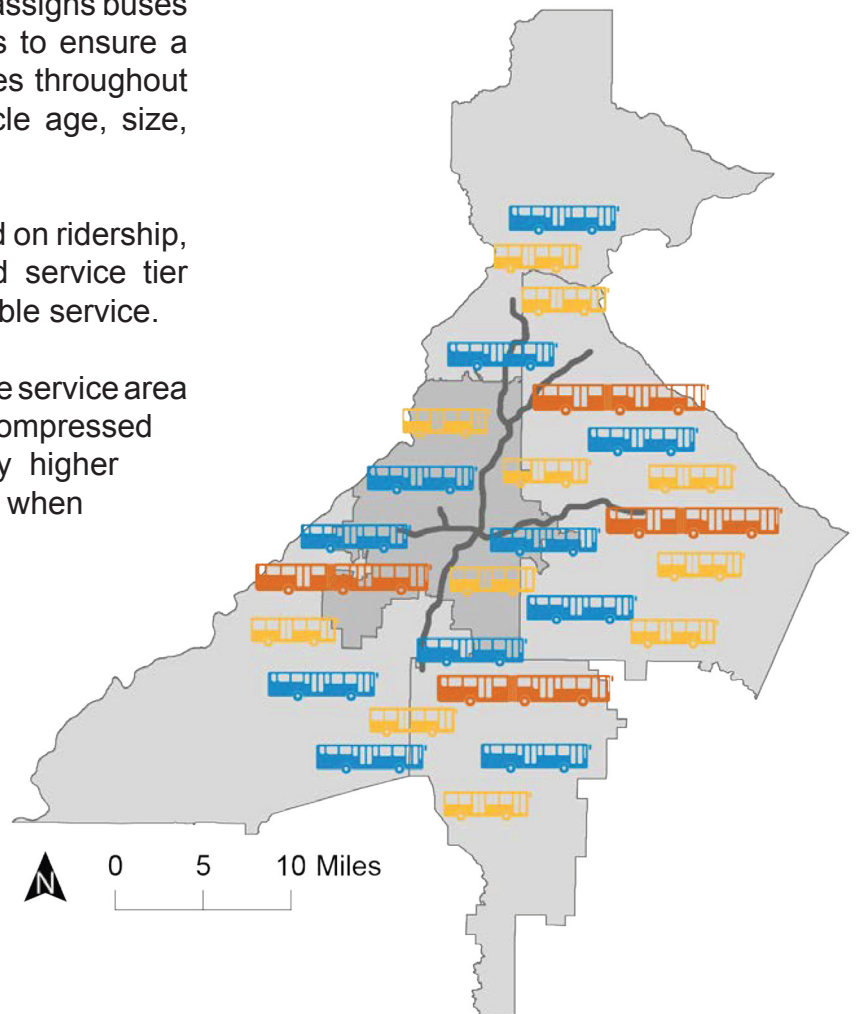 assigns buses
s to ensure a
es throughout
cle age, size,
d on ridership,
d service tier
ble service.
e service area
ompressed
y higher
when
N
0 5 10 Miles